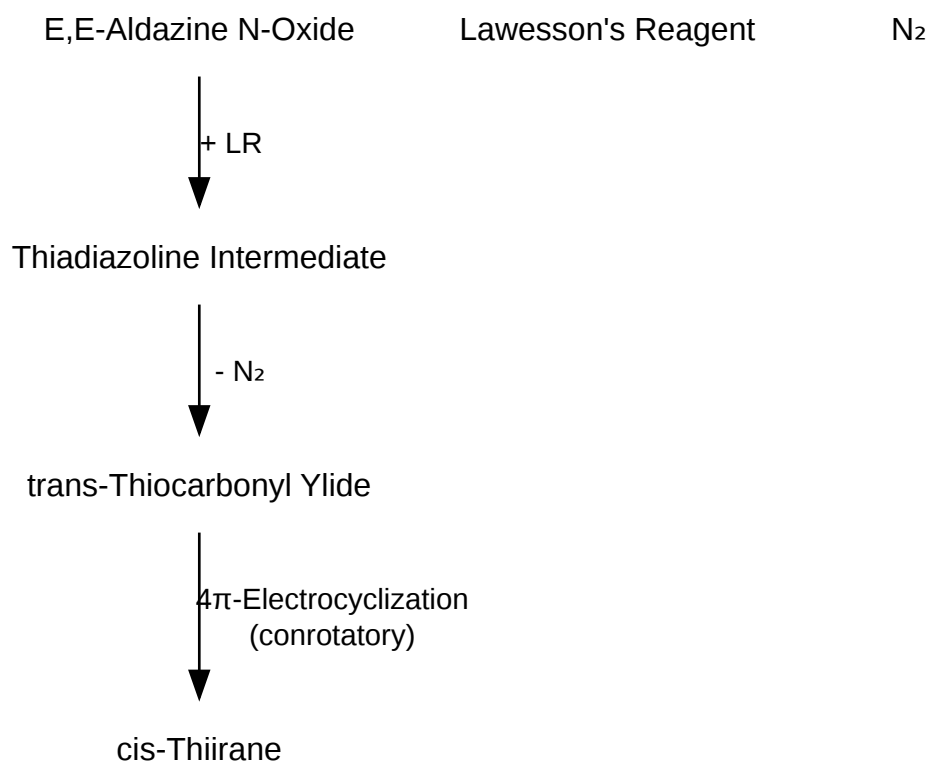 E,E-Aldazine N-Oxide
Lawesson's Reagent
N₂
+ LR
Thiadiazoline Intermediate
- N₂
trans-Thiocarbonyl Ylide
4π-Electrocyclization
(conrotatory)
cis-Thiirane